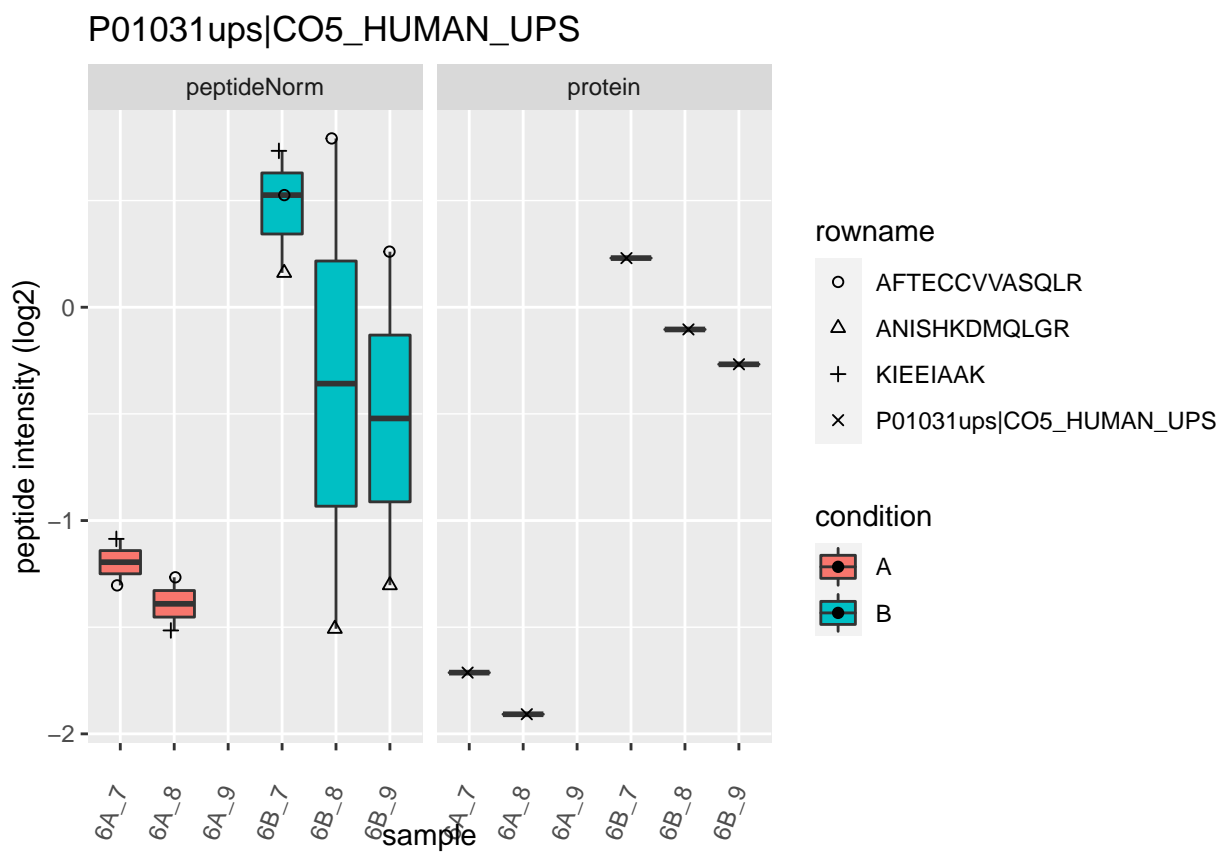 P01031ups|CO5_HUMAN_UPS
peptideNorm
protein
peptide intensity (log2)
0
−1
−2
6A_7
6A_8
6A_9
6B_7
6B_8
6B_9
6A_7
6A_8
6A_9
6B_7
6B_8
6B_9
sample
rowname
AFTECCVVASQLR
ANISHKDMQLGR
KIEEIAAK
P01031ups|CO5_HUMAN_UPS
condition
A
B